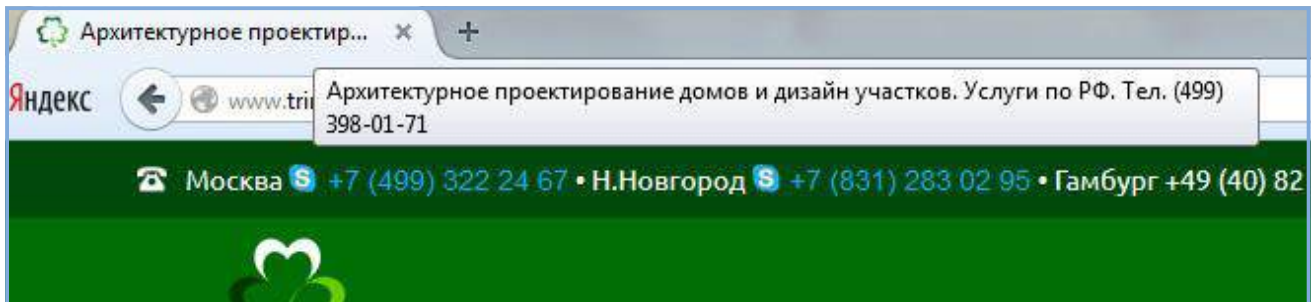 Архитектурное проектир...
Яндекс
www.tri
Архитектурное проектирование домов и дизайн участков. Услуги по РФ. Тел. (499)
398-01-71
Москва +7 (499) 322 24 67 • Н.Новгород +7 (831) 283 02 95 • Гамбург +49 (40) 82